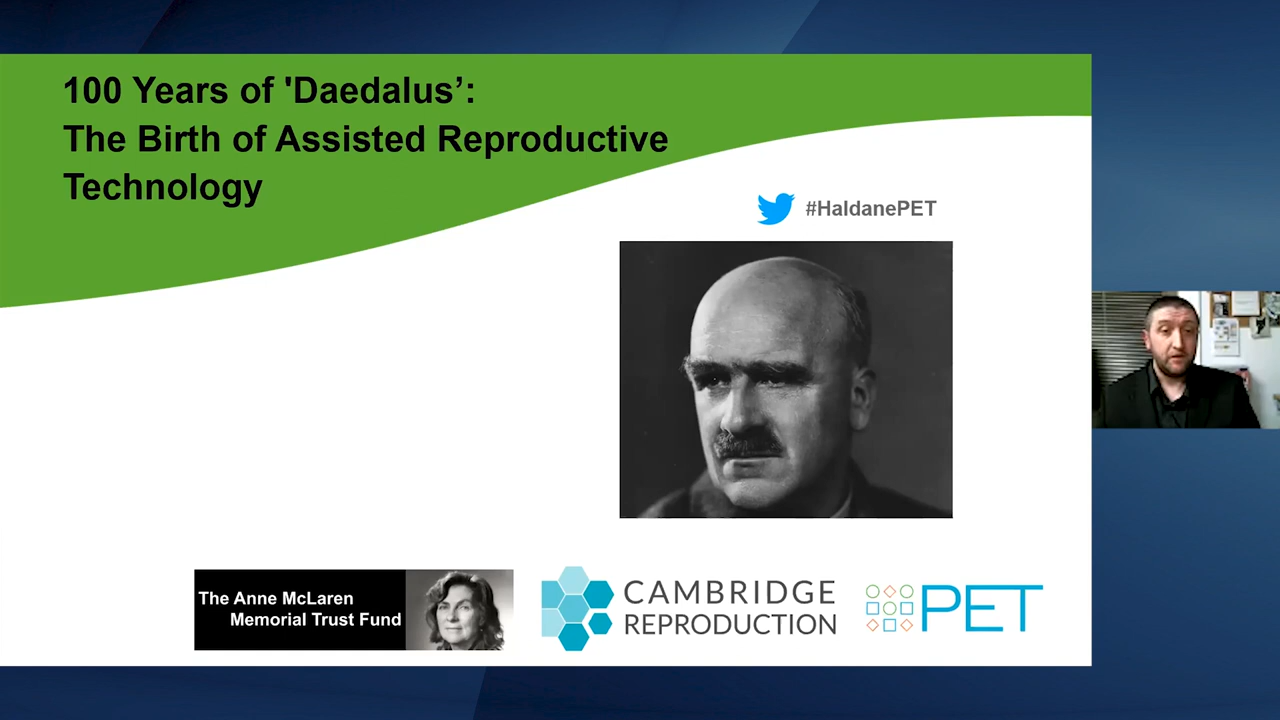 100 Years of 'Daedalus’:
The Birth of Assisted Reproductive
Technology
#HaldanePET
The Anne McLaren
Memorial Trust Fund
CAMBRIDGE
REPRODUCTION
PET